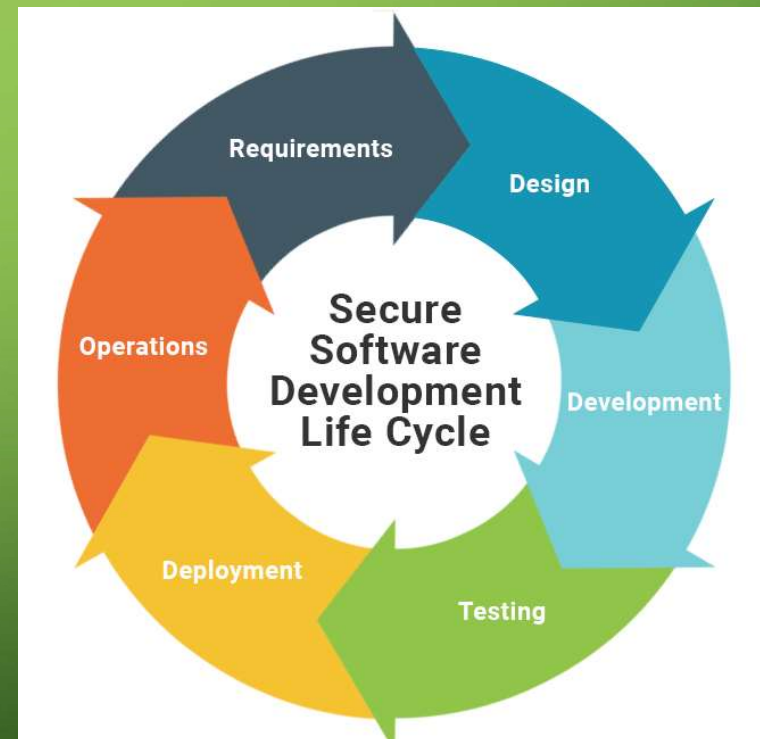 Requirements
Design
Development
Testing
Deployment
Operations
Secure
Software
Development
Life Cycle